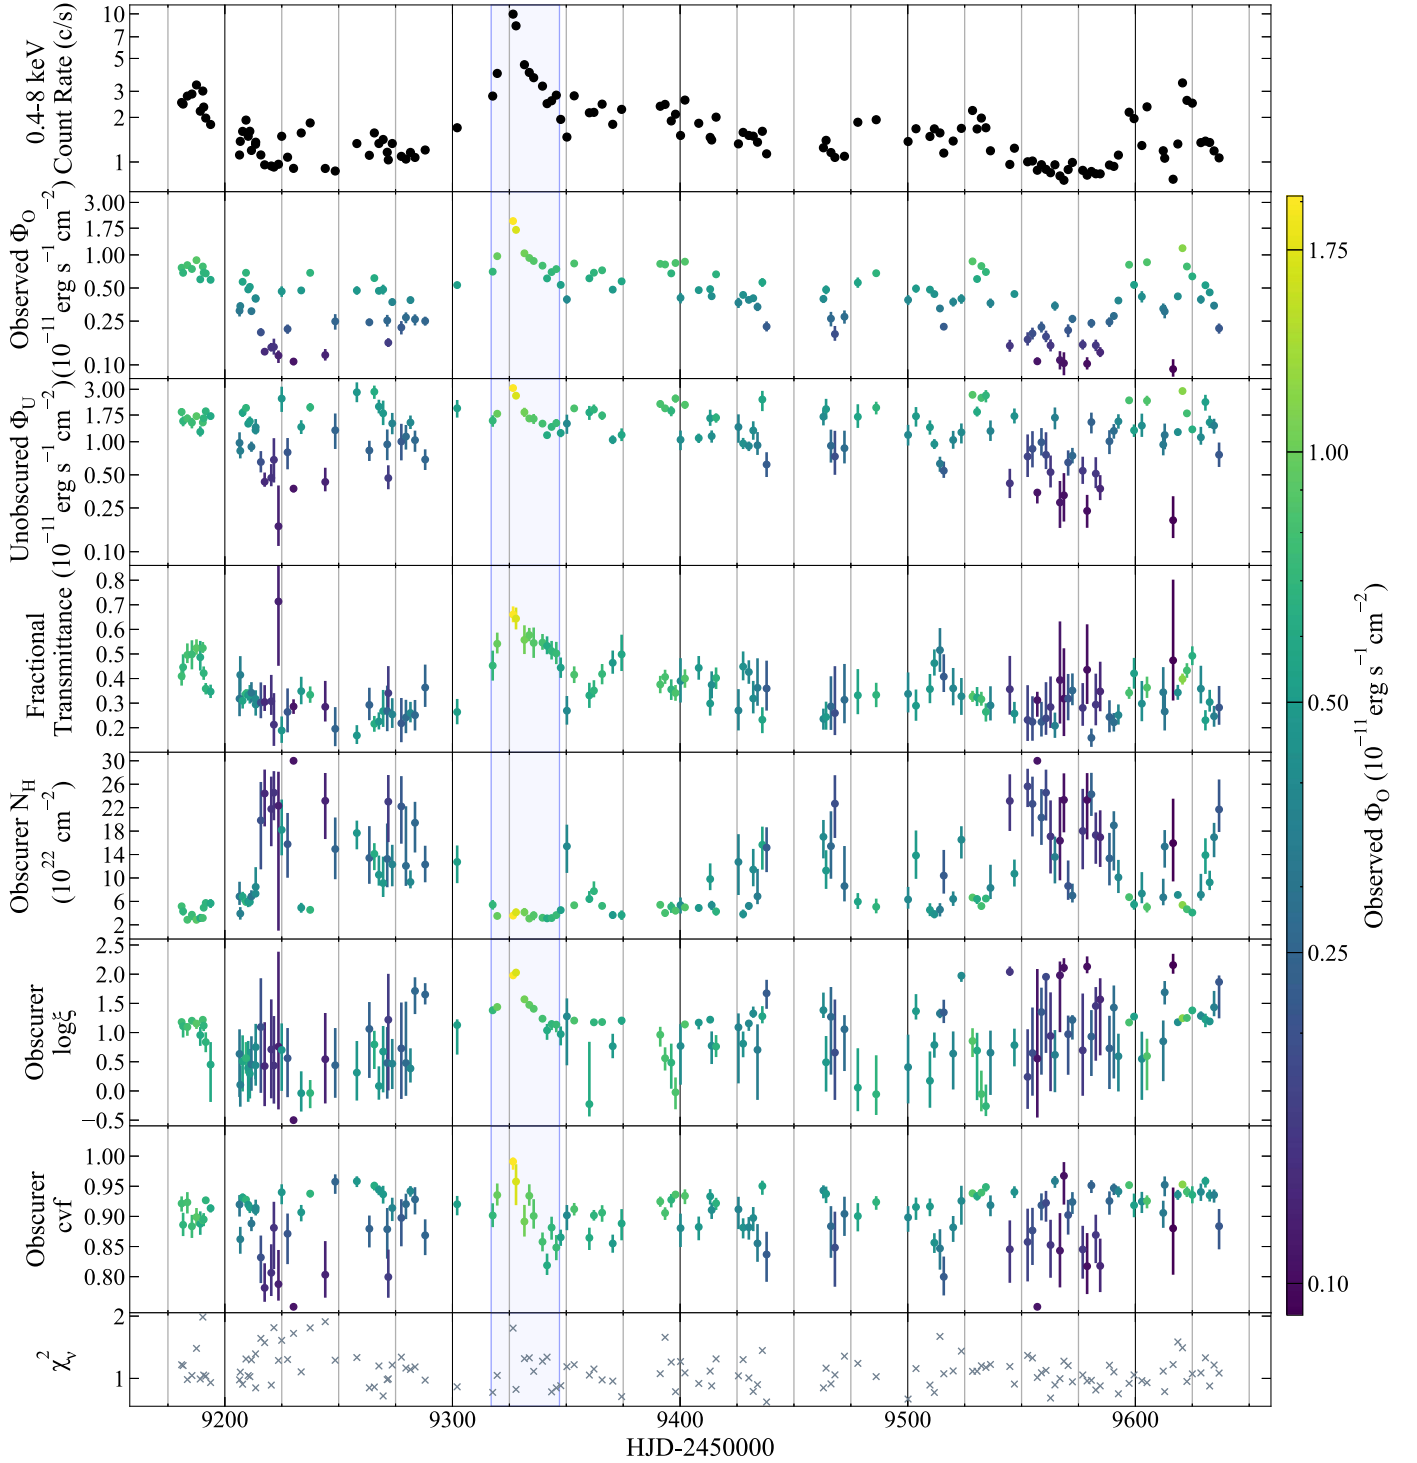 0.4-8 keV
Count Rate (c/s)
10
7
5
3
2
1
Observed Φ_O
(10⁻¹¹ erg s⁻¹ cm⁻²)
3.00
1.75
1.00
0.50
0.25
0.10
Unobscured Φ_U
(10⁻¹¹ erg s⁻¹ cm⁻²)
3.00
1.75
1.00
0.50
0.25
0.10
Fractional
Transmittance
0.8
0.7
0.6
0.5
0.4
0.3
0.2
Obscurer N_H
(10²² cm⁻²)
30
26
22
18
14
10
6
2
Obscurer
logξ
2.5
2.0
1.5
1.0
0.5
0.0
−0.5
Obscurer
cvf
1.00
0.95
0.90
0.85
0.80
χ²_ν
2
1
9200 9300 9400 9500 9600
HJD-2450000
1.75
1.00
0.50
0.25
0.10
Observed Φ_O (10⁻¹¹ erg s⁻¹ cm⁻²)